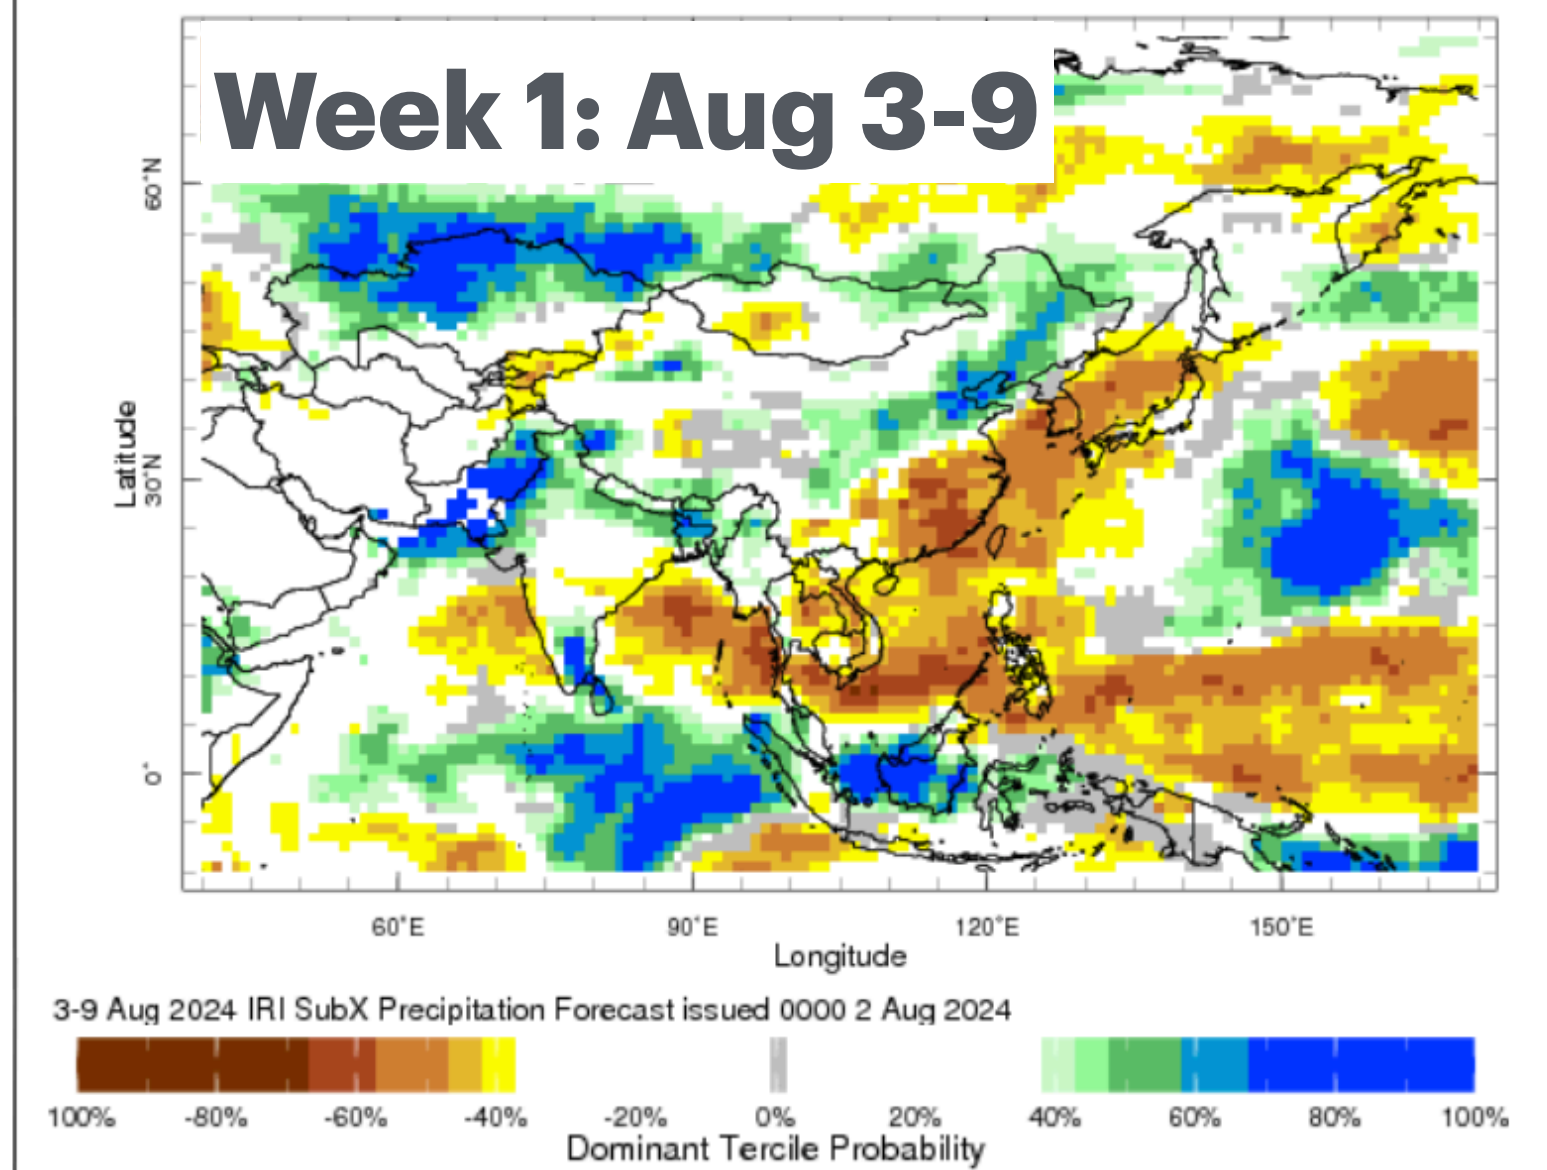 Week 1: Aug 3-9
60°N
30°N
0°
Latitude
60°E 90°E 120°E 150°E
Longitude
3-9 Aug 2024 IRI SubX Precipitation Forecast issued 0000 2 Aug 2024
100% -80% -60% -40% -20% 0% 20% 40% 60% 80% 100%
Dominant Tercile Probability